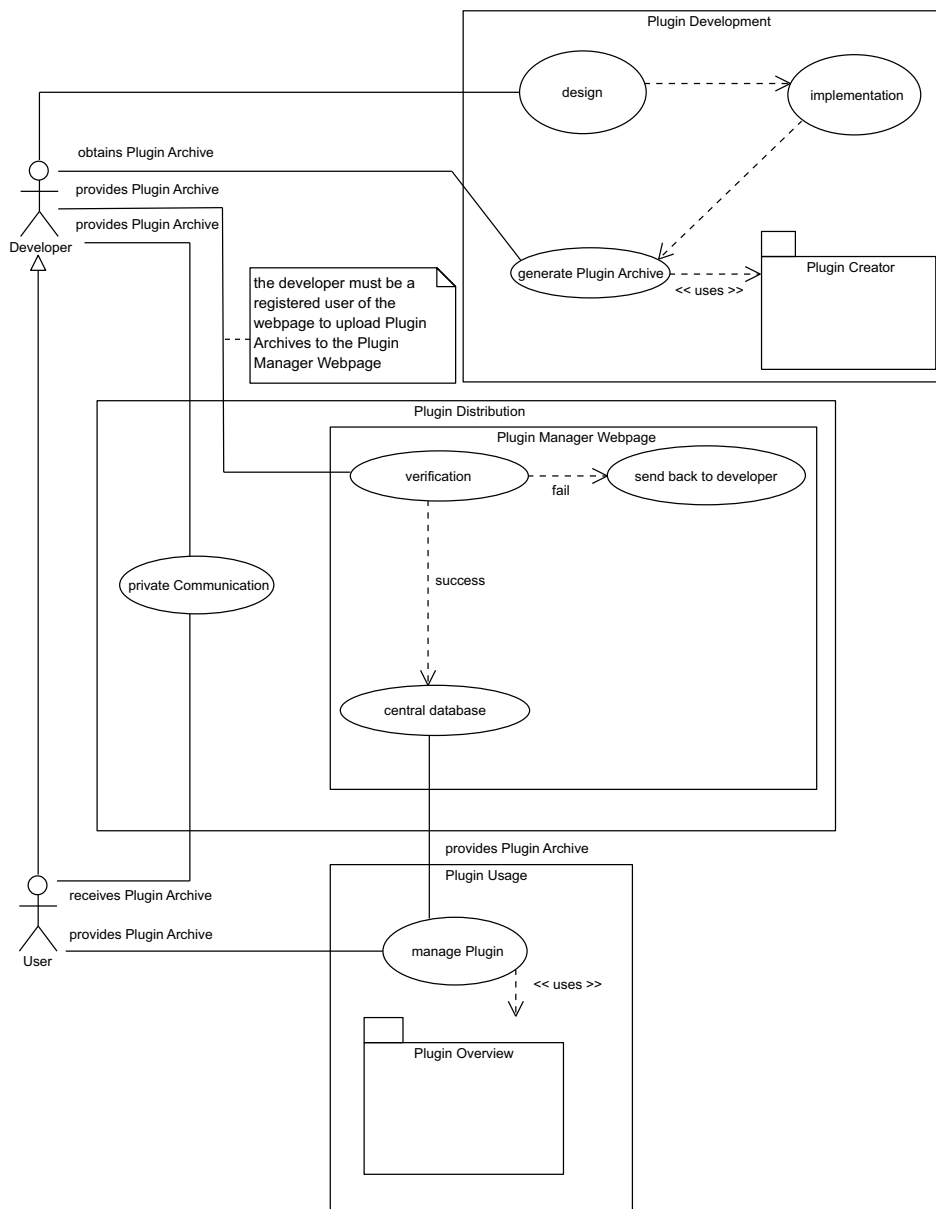 Plugin Development
design
implementation
obtains Plugin Archive
provides Plugin Archive
provides Plugin Archive
Developer
generate Plugin Archive
<< uses >>
Plugin Creator
the developer must be a
registered user of the
webpage to upload Plugin
Archives to the Plugin
Manager Webpage
Plugin Distribution
Plugin Manager Webpage
verification
fail
send back to developer
success
private Communication
central database
provides Plugin Archive
Plugin Usage
receives Plugin Archive
provides Plugin Archive
User
manage Plugin
<< uses >>
Plugin Overview